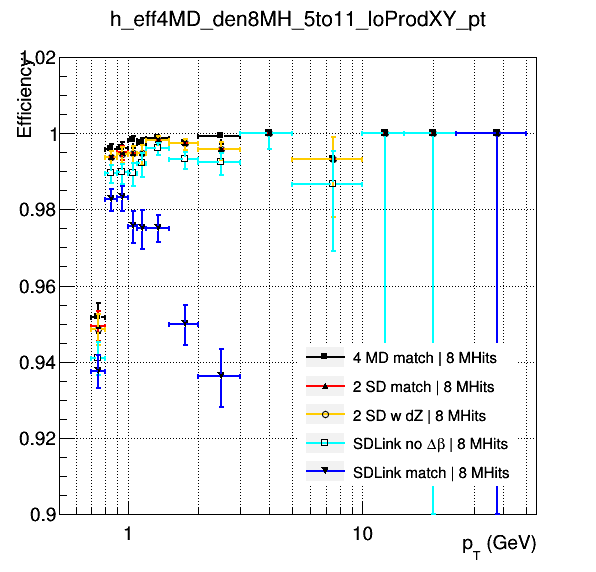 h_eff4MD_den8MH_5to11_loProdXY_pt
Efficiency
1.02
1
0.98
0.96
0.94
0.92
0.9
4 MD match | 8 MHits
2 SD match | 8 MHits
2 SD w dZ | 8 MHits
SDLink no Δβ | 8 MHits
SDLink match | 8 MHits
1
10
p_T (GeV)